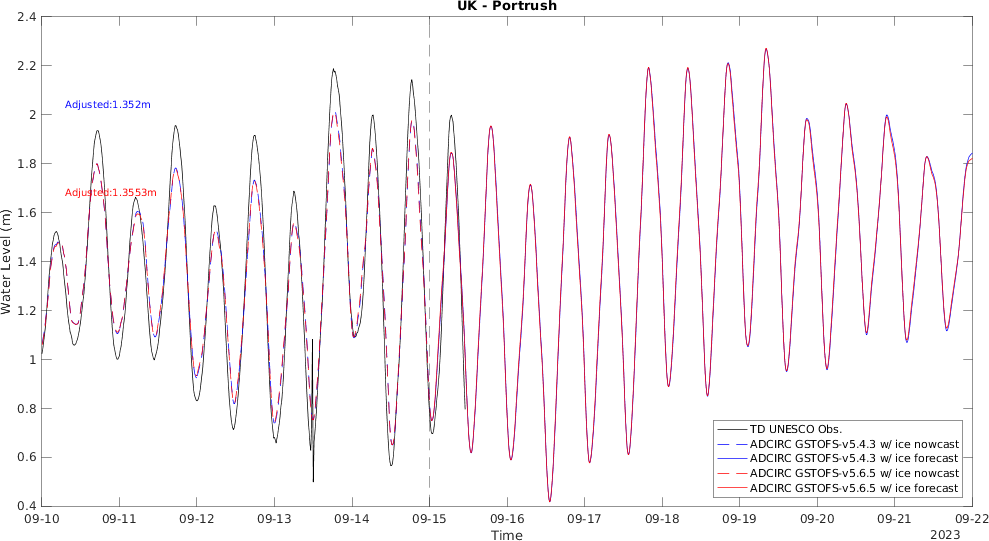 UK - Portrush
2.4
2.2
2
1.8
1.6
1.4
1.2
1
0.8
0.6
0.4
Water Level (m)
Adjusted:1.352m
Adjusted:1.3553m
TD UNESCO Obs.
ADCIRC GSTOFS-v5.4.3 w/ ice nowcast
ADCIRC GSTOFS-v5.4.3 w/ ice forecast
ADCIRC GSTOFS-v5.6.5 w/ ice nowcast
ADCIRC GSTOFS-v5.6.5 w/ ice forecast
09-10 09-11 09-12 09-13 09-14 09-15 09-16 09-17 09-18 09-19 09-20 09-21 09-22
Time
2023